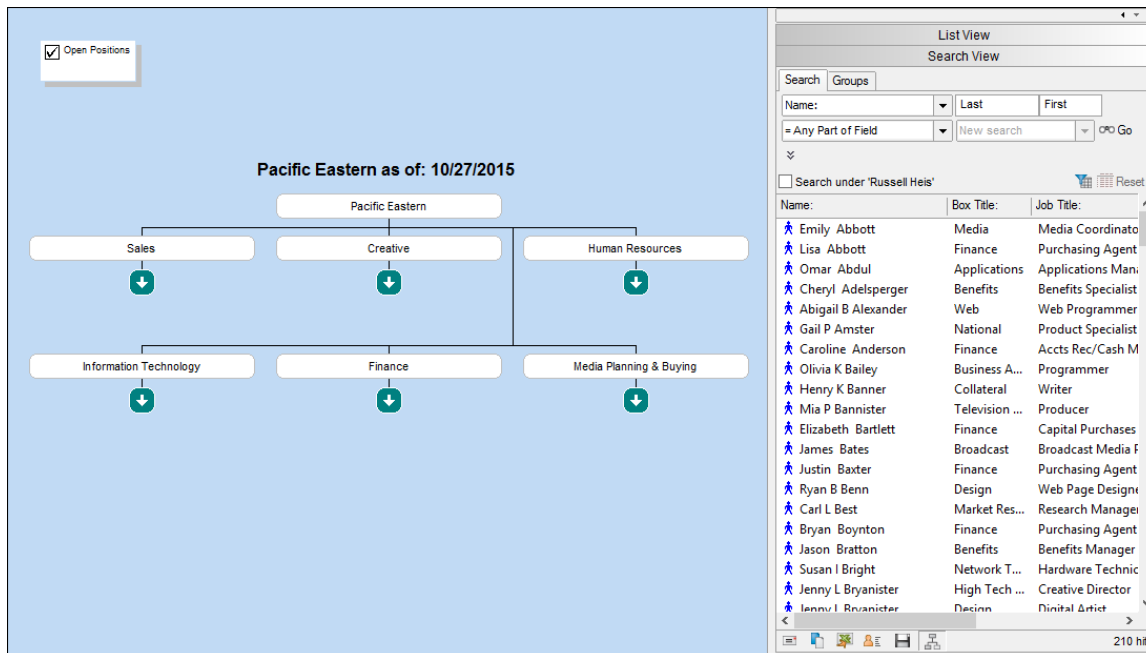 Open Positions
Pacific Eastern as of: 10/27/2015
Pacific Eastern
Sales
Creative
Human Resources
Information Technology
Finance
Media Planning & Buying
List View
Search View
Search Groups
Name: Last First
= Any Part of Field New search Go
Search under 'Russell Heis' Reset
Name: Box Title: Job Title:
Emily Abbott Media Media Coordinato
Lisa Abbott Finance Purchasing Agent
Omar Abdul Applications Applications Mana
Cheryl Adelsperger Benefits Benefits Specialist
Abigail B Alexander Web Web Programmer
Gail P Amster National Product Specialist
Caroline Anderson Finance Accts Rec/Cash M
Olivia K Bailey Business A... Programmer
Henry K Banner Collateral Writer
Mia P Bannister Television ... Producer
Elizabeth Bartlett Finance Capital Purchases
James Bates Broadcast Broadcast Media P
Justin Baxter Finance Purchasing Agent
Ryan B Benn Design Web Page Designe
Carl L Best Market Res... Research Manager
Bryan Boynton Finance Purchasing Agent
Jason Bratton Benefits Benefits Manager
Susan I Bright Network T... Hardware Technic
Jenny L Bryanister High Tech ... Creative Director
Jenny L Bryanister Design Digital Artist
210 hi